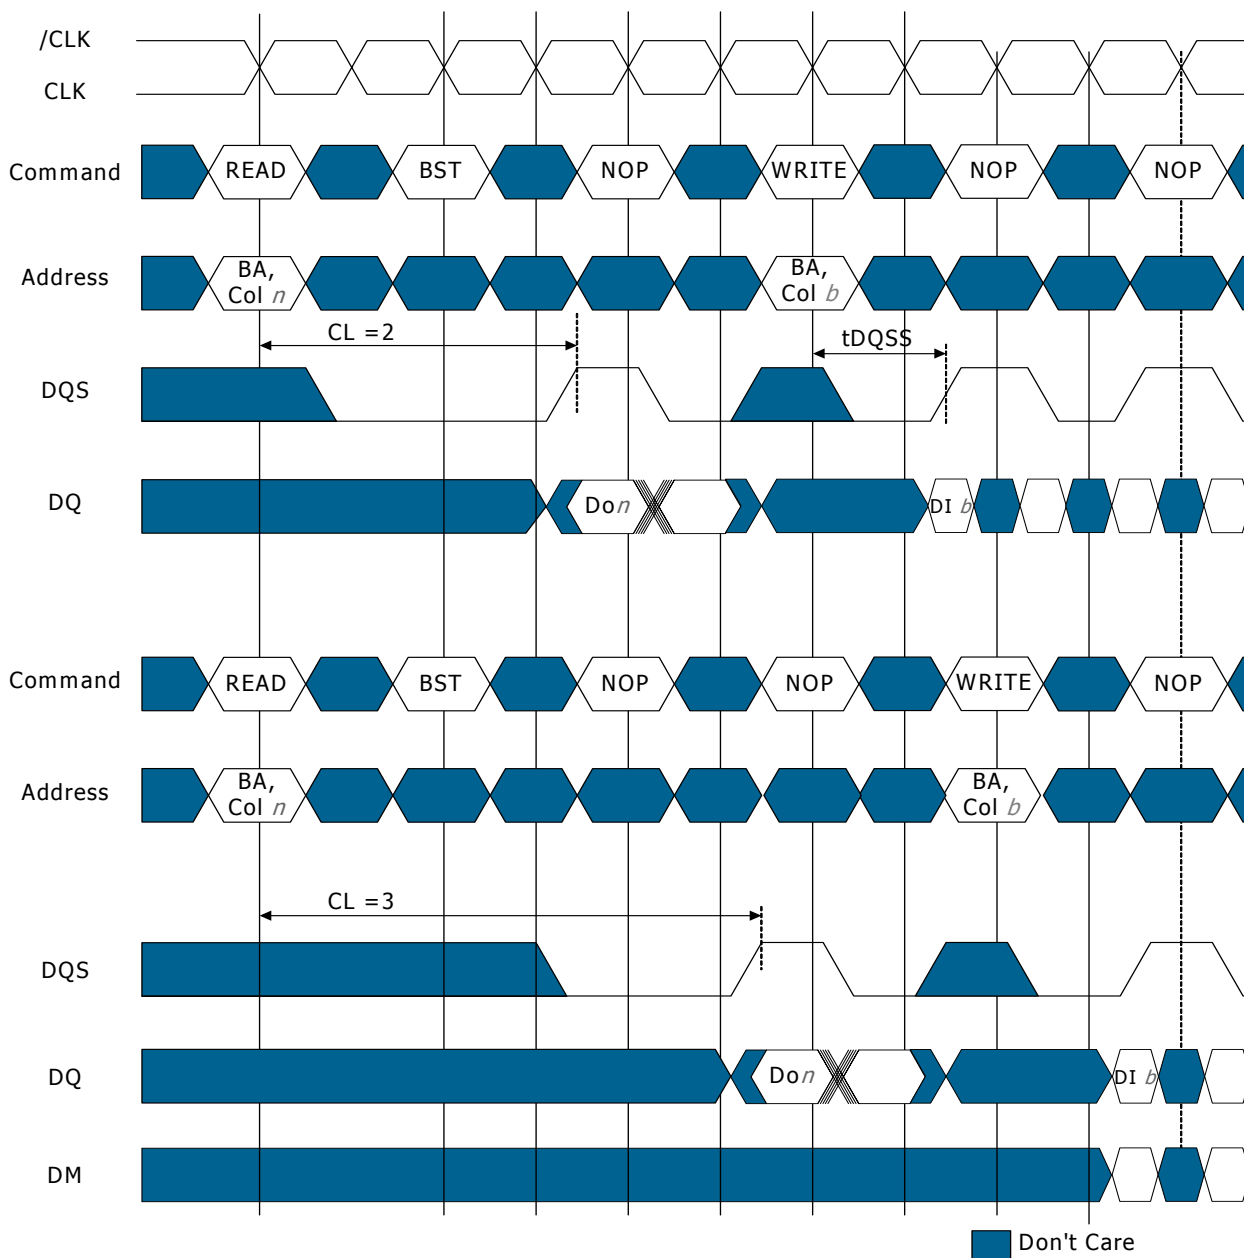 /CLK
CLK
Command
READ
BST
NOP
WRITE
NOP
NOP
Address
BA,
Col n
BA,
Col b
CL =2
tDQSS
DQS
DQ
Don
DI b
Command
READ
BST
NOP
NOP
WRITE
NOP
Address
BA,
Col n
BA,
Col b
CL =3
DQS
DQ
Don
DI b
DM
Don't Care